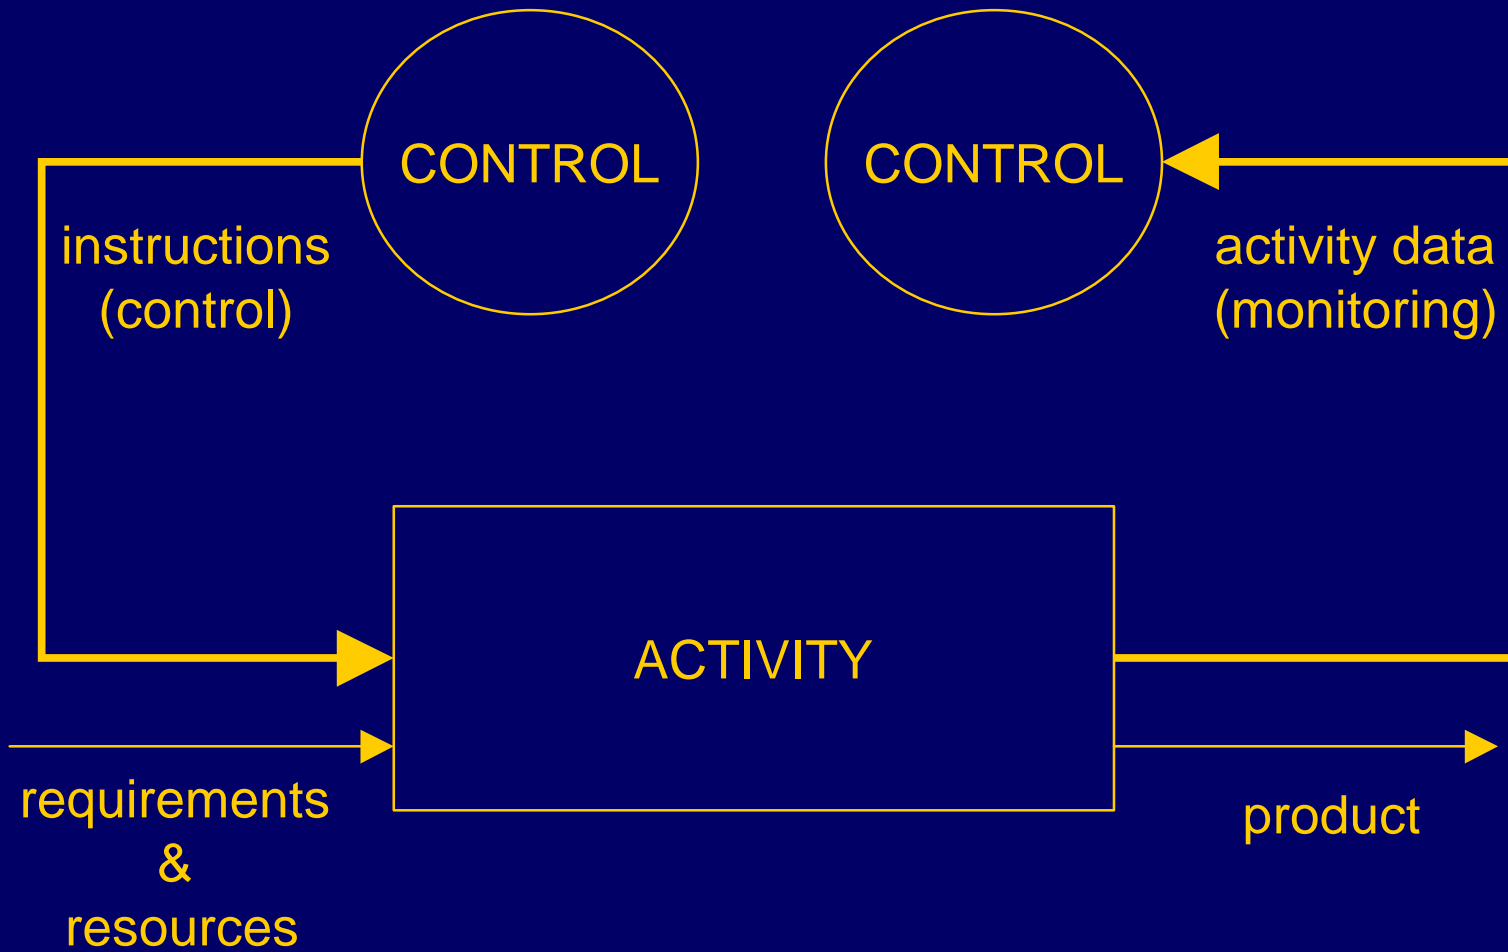 CONTROL
CONTROL
instructions
(control)
activity data
(monitoring)
ACTIVITY
requirements
&
resources
product